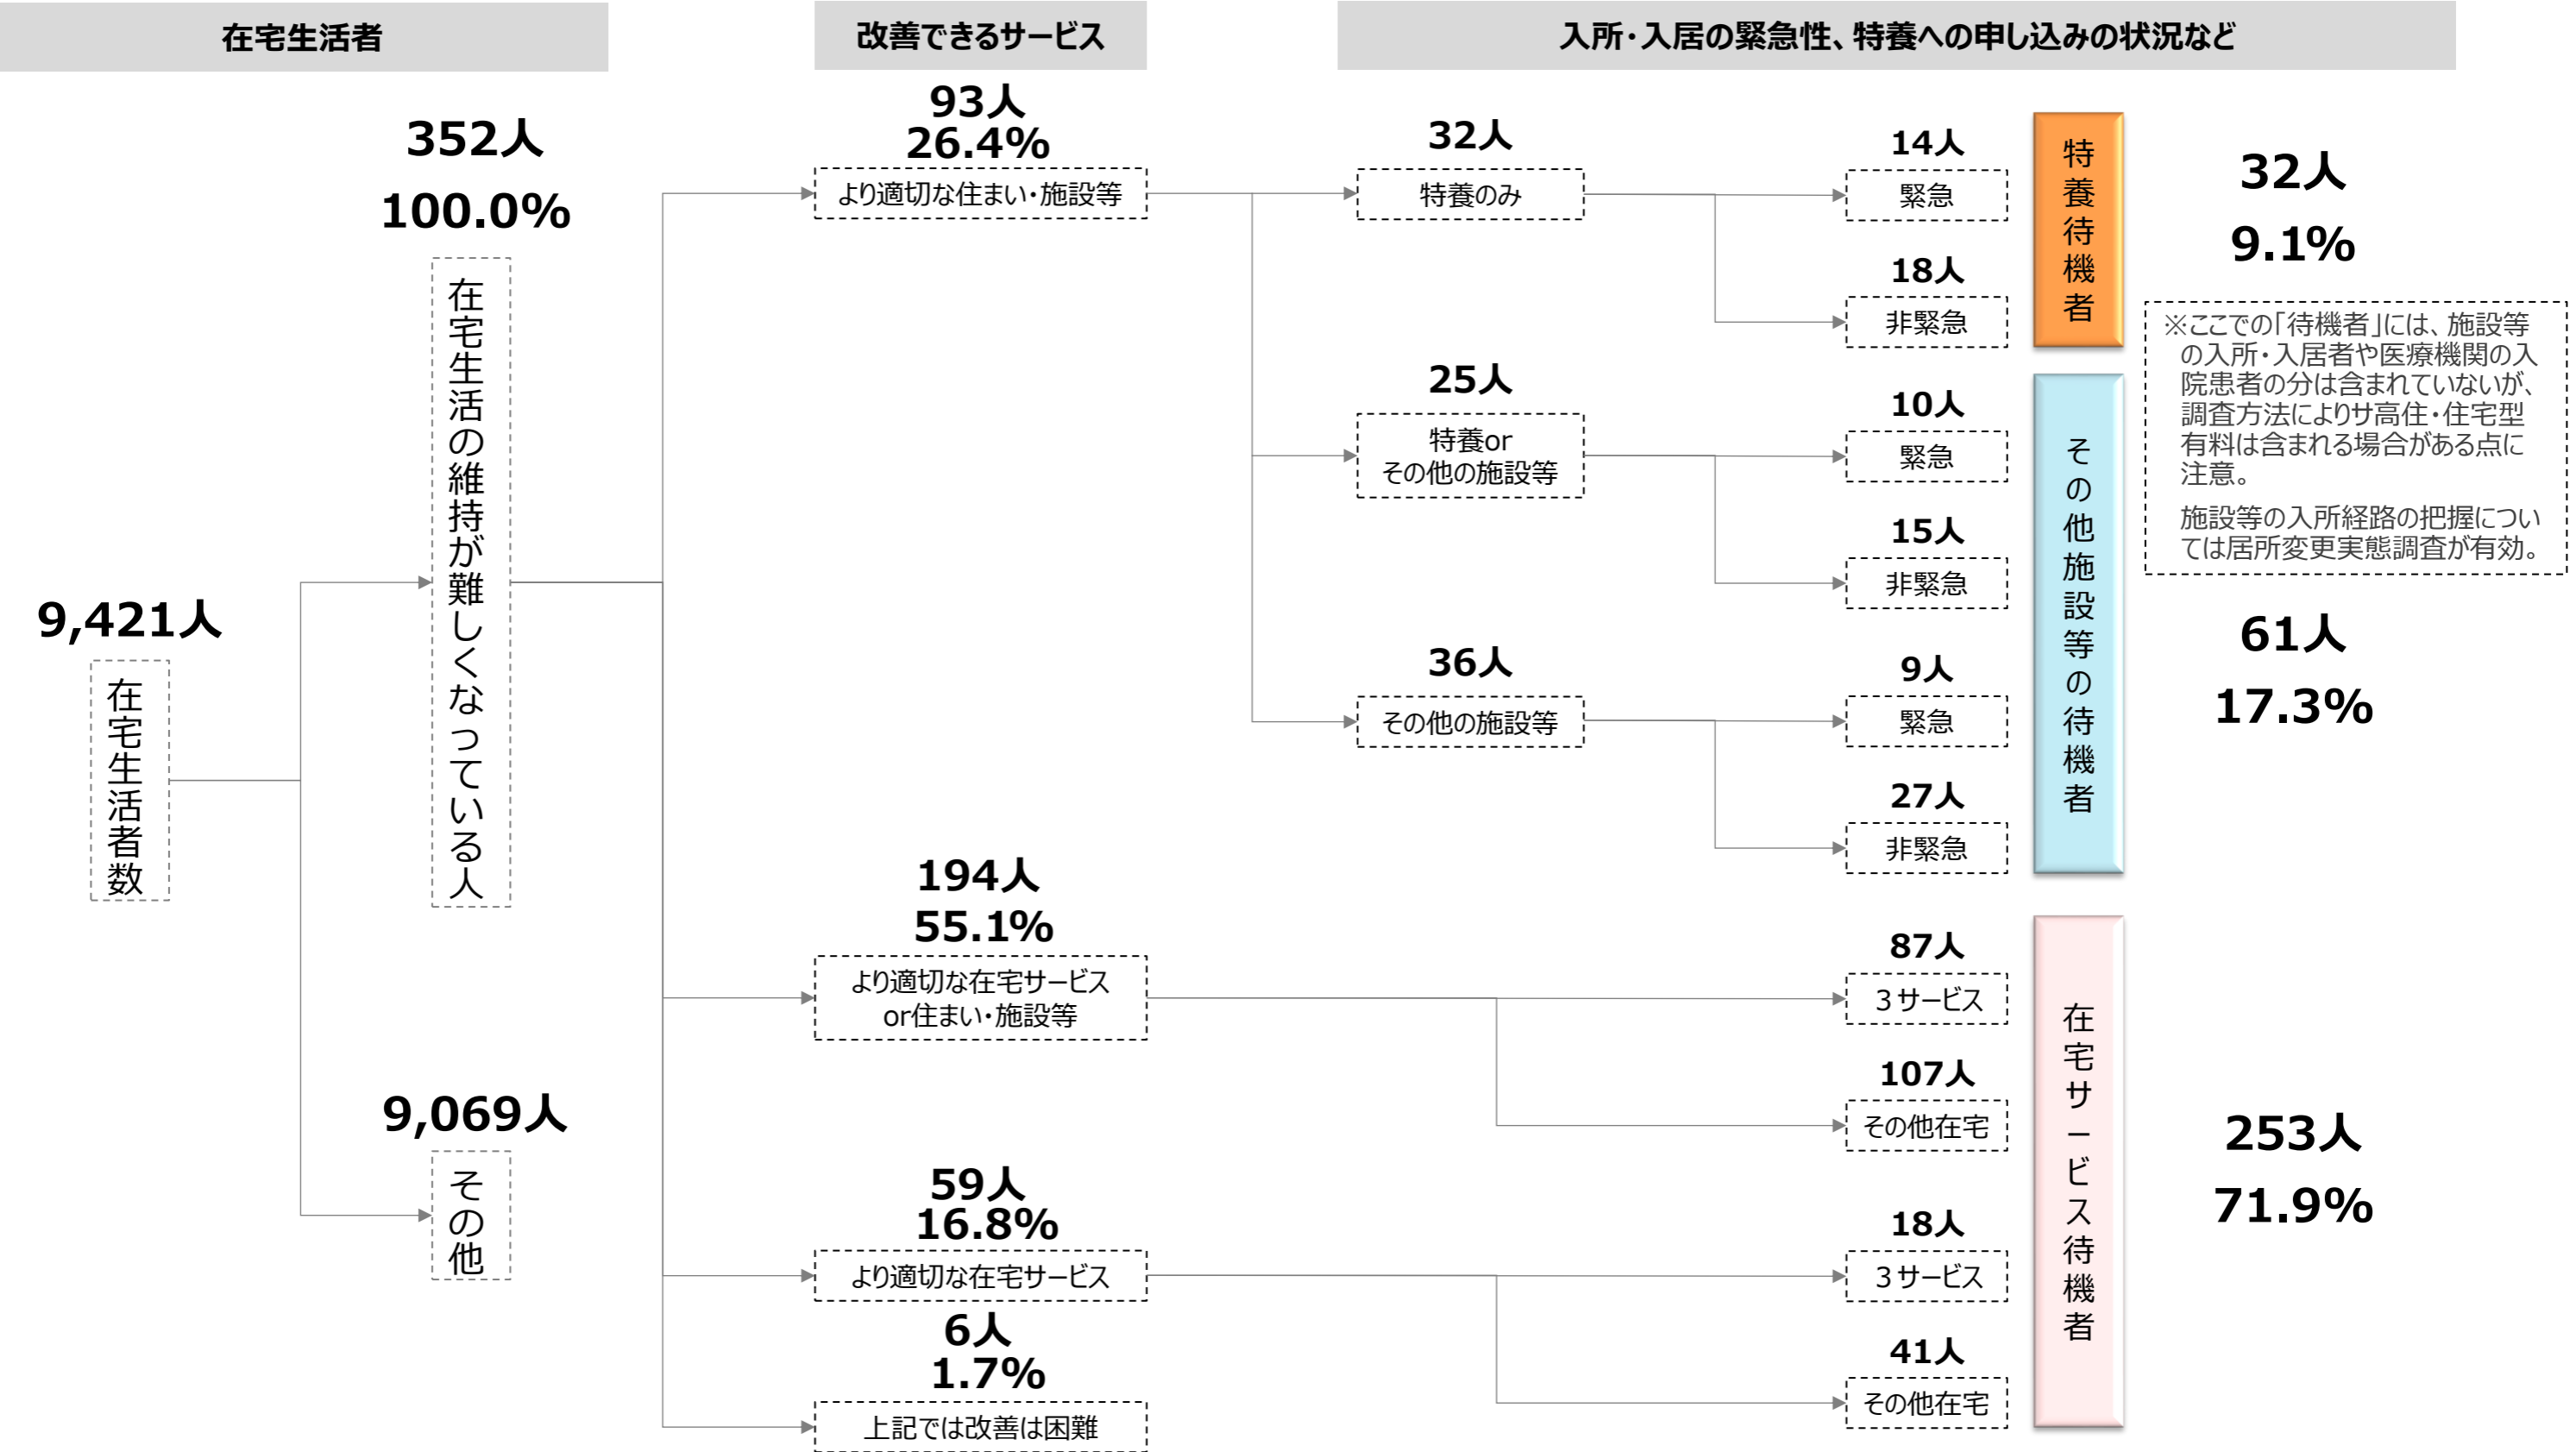 在宅生活者
改善できるサービス
入所・入居の緊急性、特養への申し込みの状況など
9,421人
在宅生活者数
352人
100.0%
在宅生活の維持が難しくなっている人
9,069人
その他
93人
26.4%
より適切な住まい・施設等
194人
55.1%
より適切な在宅サービス
or住まい・施設等
59人
16.8%
より適切な在宅サービス
6人
1.7%
上記では改善は困難
32人
特養のみ
25人
特養or
その他の施設等
36人
その他の施設等
14人
緊急
18人
非緊急
10人
緊急
15人
非緊急
9人
緊急
27人
非緊急
87人
３サービス
107人
その他在宅
18人
３サービス
41人
その他在宅
特養待機者
その他施設等の待機者
在宅サービス待機者
32人
9.1%
※ここでの「待機者」には、施設等
の入所・入居者や医療機関の入
院患者の分は含まれていないが、
調査方法によりサ高住・住宅型
有料は含まれる場合がある点に
注意。
施設等の入所経路の把握につい
ては居所変更実態調査が有効。
61人
17.3%
253人
71.9%